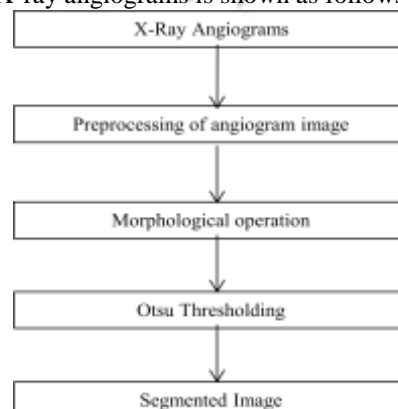 X-ray angiograms is shown as follows
X-Ray Angiograms
Preprocessing of angiogram image
Morphological operation
Otsu Thresholding
Segmented Image